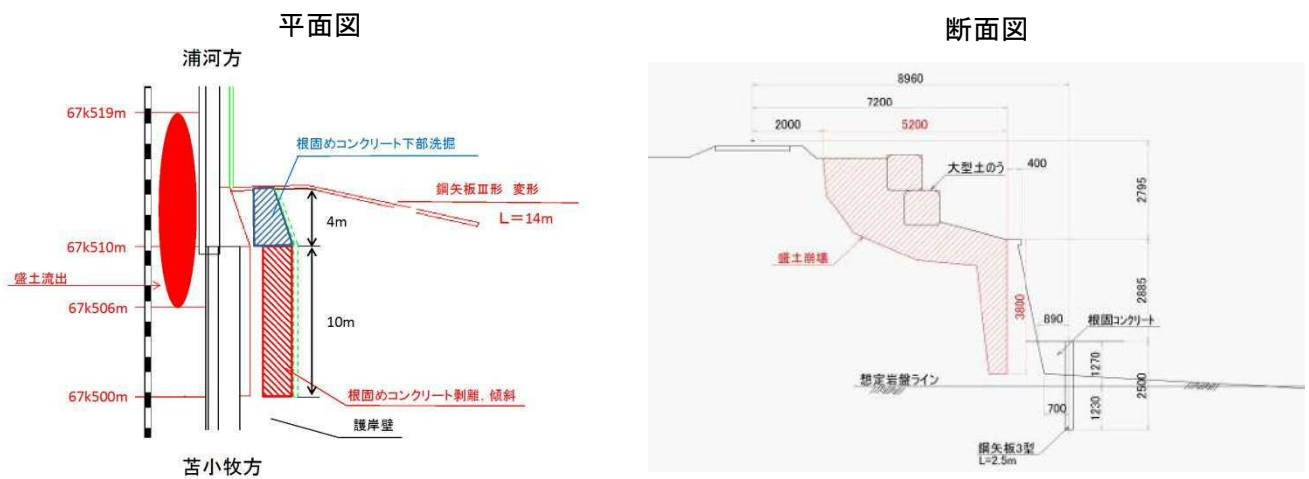 平面図
浦河方
67k519m
根固めコンクリート下部洗掘
鋼矢板Ⅲ形 変形
L=14m
4m
67k510m
盛土流出
67k506m
10m
67k500m
根固めコンクリート剥離、傾斜
護岸壁
苫小牧方
断面図
8960
7200
2000
5200
大型土のう
400
2795
盛土崩壊
3800
2885
890
根固コンクリート
想定岩盤ライン
1270
2500
700
1230
鋼矢板3型
L=2.5m